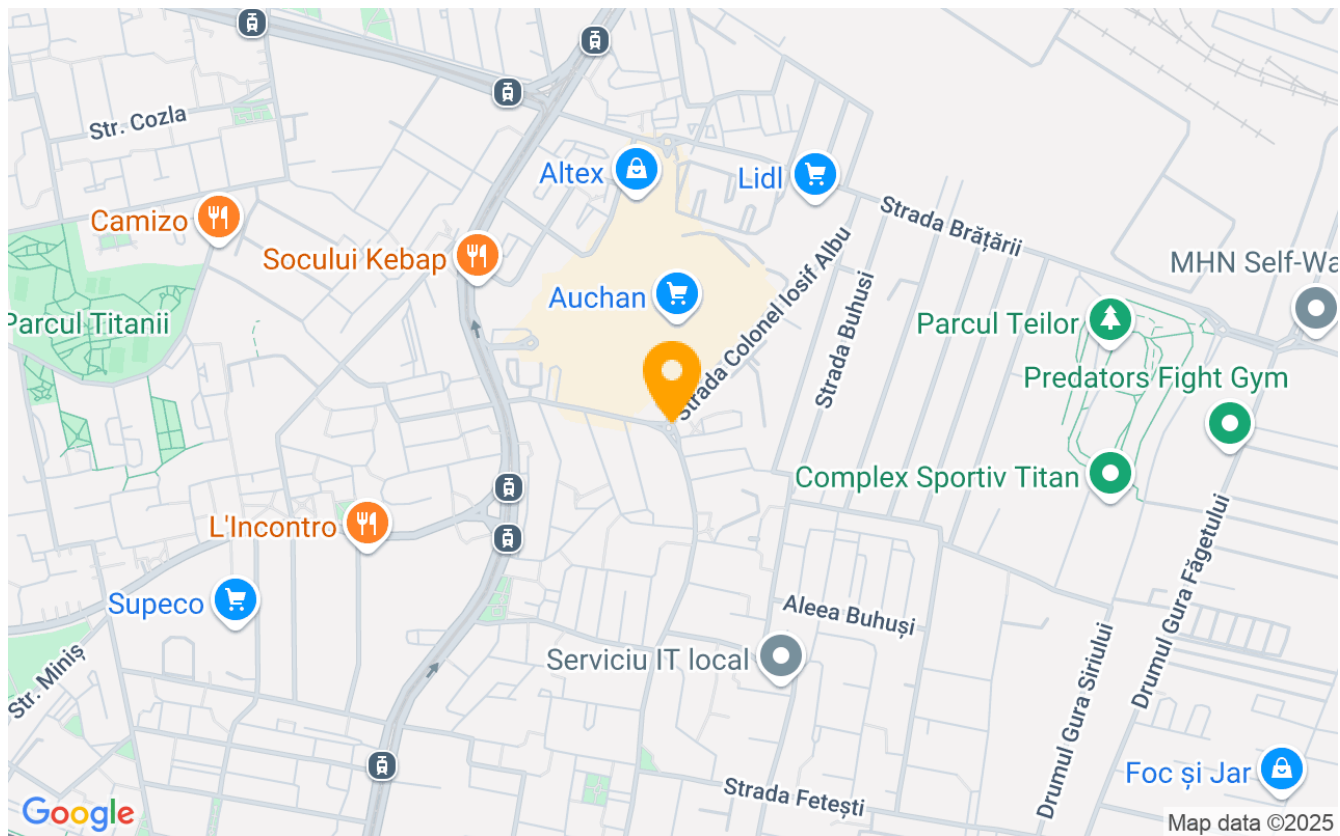 Str. Cozla
Altex
Lidl
Strada Brățării
Camizo
Socului Kebap
Strada Colonel Iosif Albu
MHN Self-Wa
Auchan
Strada Buhuși
Parcul Titanii
Parcul Teilor
Predators Fight Gym
Complex Sportiv Titan
L'Incontro
Supeco
Aleea Buhuși
Drumul Gura Făgetului
Serviciu IT local
Str. Miniș
Drumul Gura Siriului
Foc și Jar
Strada Fetești
Google
Map data ©2025